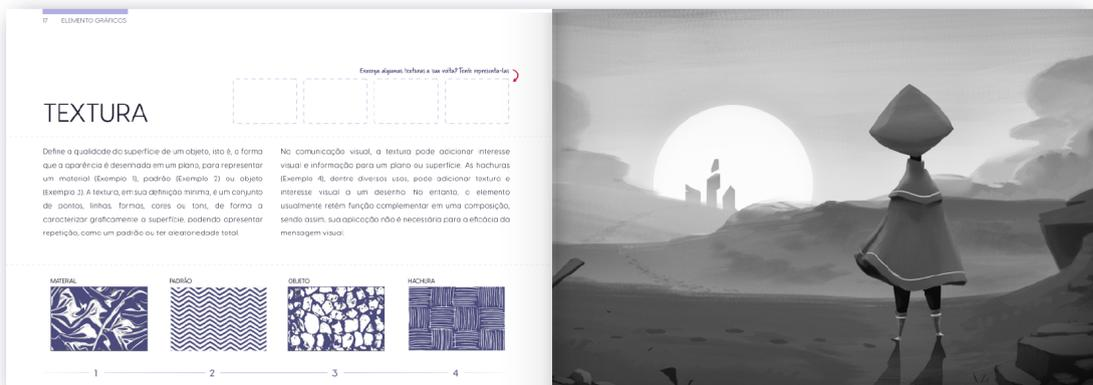 17 ELEMENTO GRÁFICOS
Enxerga algumas texturas a sua volta? Tente representa-las
TEXTURA
Define a qualidade da superfície de um objeto, isto é, a forma
que a aparência é desenhada em um plano, para representar
um material (Exemplo 1), padrão (Exemplo 2) ou objeto
(Exemplo 3). A textura, em sua definição mínima, é um conjunto
de pontos, linhas, formas, cores ou tons, de forma a
caracterizar graficamente a superfície, podendo apresentar
repetição, como um padrão ou ter aleatoriedade total.
Na comunicação visual, a textura pode adicionar interesse
visual e informação para um plano ou superfície. As hachuras
(Exemplo 4), dentre diversos usos, pode adicionar textura e
interesse visual a um desenho. No entanto, o elemento
usualmente retêm função complementar em uma composição,
sendo assim, sua aplicação não é necessária para a eficácia da
mensagem visual.
MATERIAL
PADRÃO
OBJETO
HACHURA
1
2
3
4